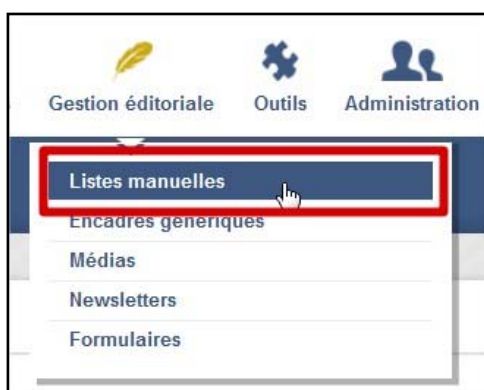 Gestion éditoriale Outils Administration
Listes manuelles
Encadrés génériques
Médias
Newsletters
Formulaires